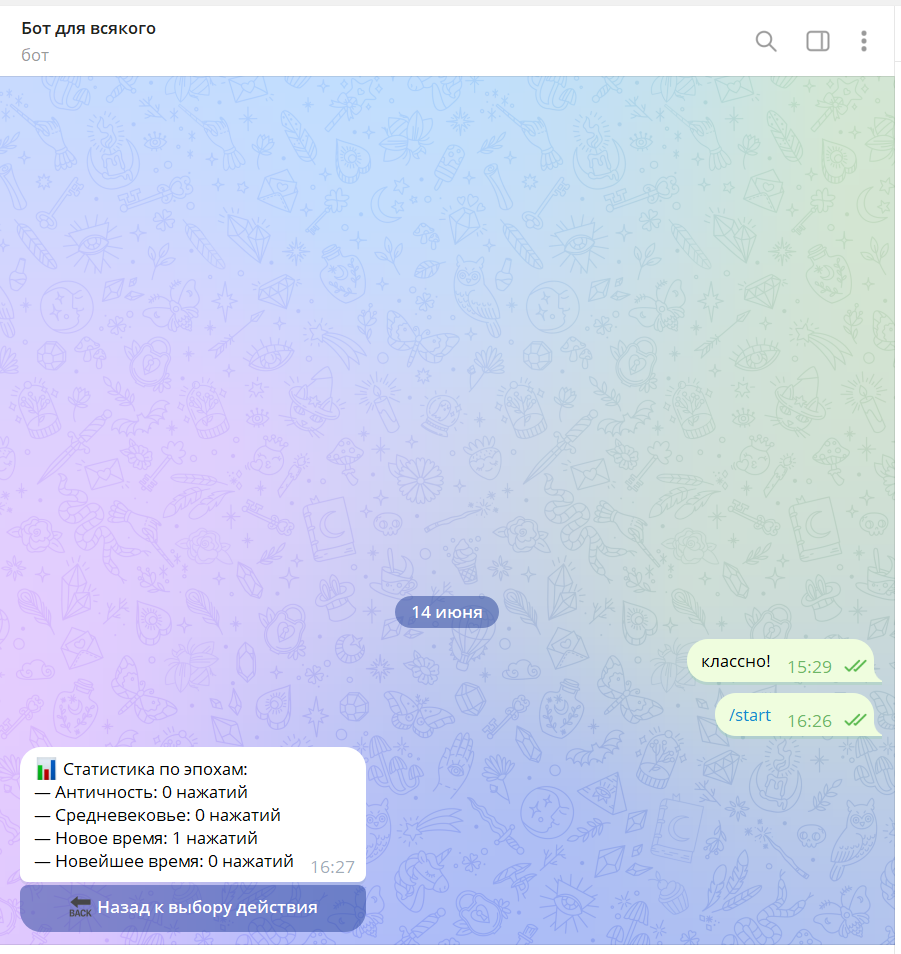 Бот для всякого
бот
14 июня
классно! 15:29
/start 16:26
📊 Статистика по эпохам:
— Античность: 0 нажатий
— Средневековье: 0 нажатий
— Новое время: 1 нажатий
— Новейшее время: 0 нажатий 16:27
🔙 Назад к выбору действия